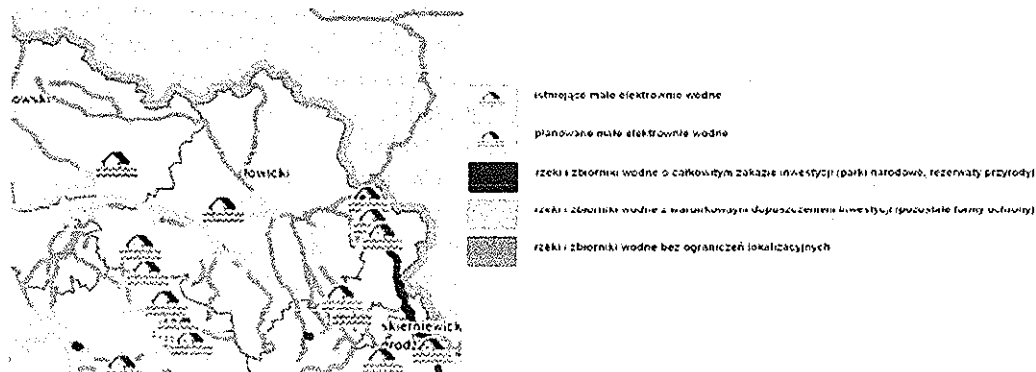 istniejące małe elektrownie wodne
planowane małe elektrownie wodne
rzeki i zbiorniki wodne o całkowitym zakazie inwestycji (parki narodowe, rezerwaty przyrody)
rzeki i zbiorniki wodne z warunkowym dopuszczeniem inwestycji (pozostałe formy ochrony)
rzeki i zbiorniki wodne bez ograniczeń lokalizacyjnych
owski
łowicki
skierniewick